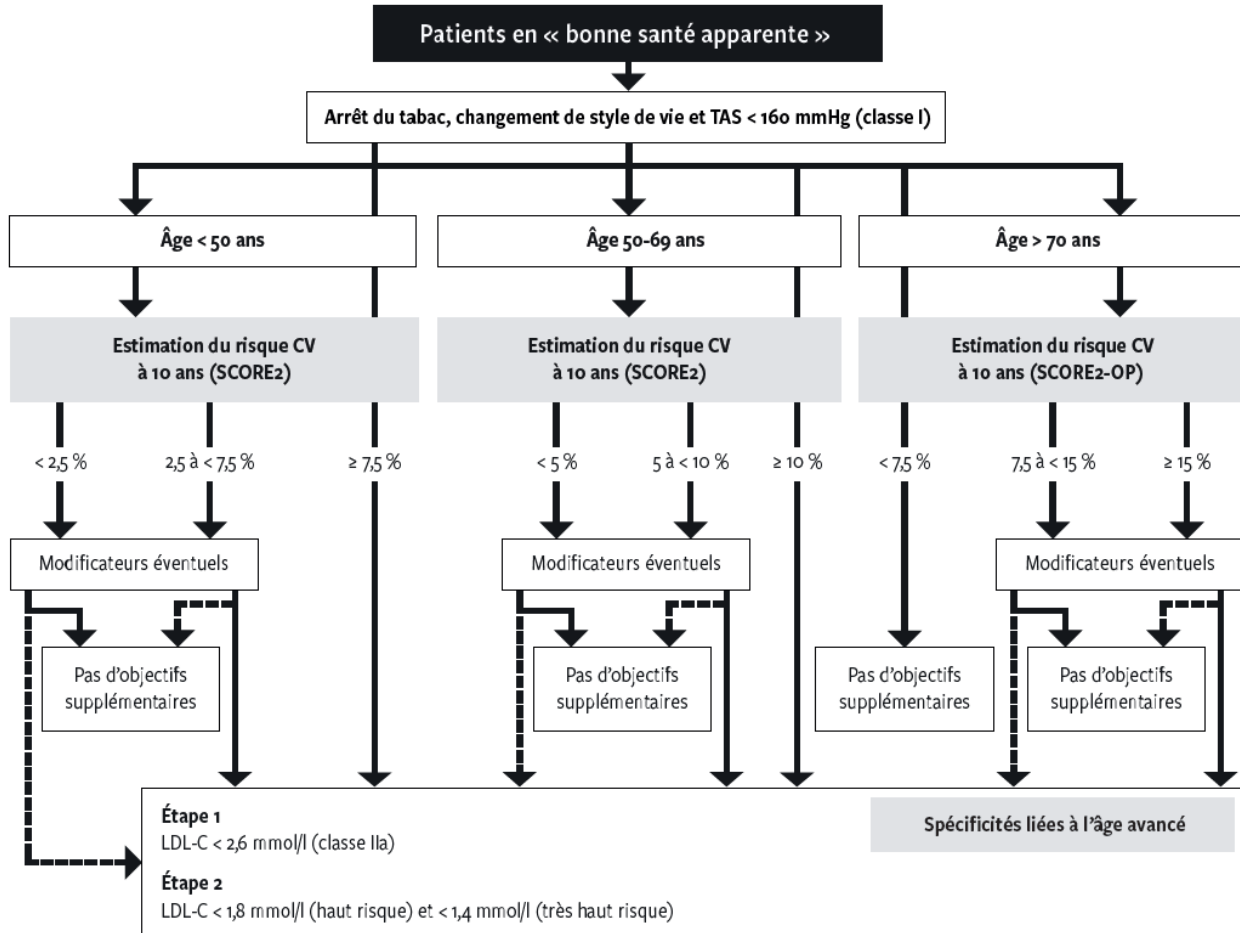 Patients en « bonne santé apparente »
Arrêt du tabac, changement de style de vie et TAS < 160 mmHg (classe I)
Âge < 50 ans
Âge 50-69 ans
Âge > 70 ans
Estimation du risque CV
à 10 ans (SCORE2)
Estimation du risque CV
à 10 ans (SCORE2)
Estimation du risque CV
à 10 ans (SCORE2-OP)
< 2,5 %
2,5 à < 7,5 %
≥ 7,5 %
< 5 %
5 à < 10 %
≥ 10 %
< 7,5 %
7,5 à < 15 %
≥ 15 %
Modificateurs éventuels
Modificateurs éventuels
Modificateurs éventuels
Pas d'objectifs
supplémentaires
Pas d'objectifs
supplémentaires
Pas d'objectifs
supplémentaires
Pas d'objectifs
supplémentaires
Étape 1
LDL-C < 2,6 mmol/l (classe IIa)
Spécificités liées à l'âge avancé
Étape 2
LDL-C < 1,8 mmol/l (haut risque) et < 1,4 mmol/l (très haut risque)